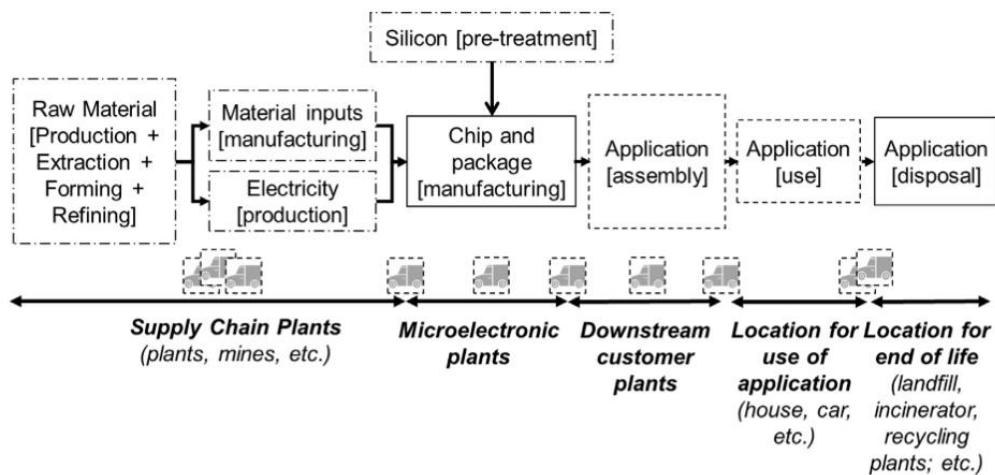 Silicon [pre-treatment]
Raw Material
[Production +
Extraction +
Forming +
Refining]
Material inputs
[manufacturing]
Electricity
[production]
Chip and
package
[manufacturing]
Application
[assembly]
Application
[use]
Application
[disposal]
Supply Chain Plants
(plants, mines, etc.)
Microelectronic
plants
Downstream
customer
plants
Location for
use of
application
(house, car,
etc.)
Location for
end of life
(landfill,
incinerator,
recycling
plants; etc.)